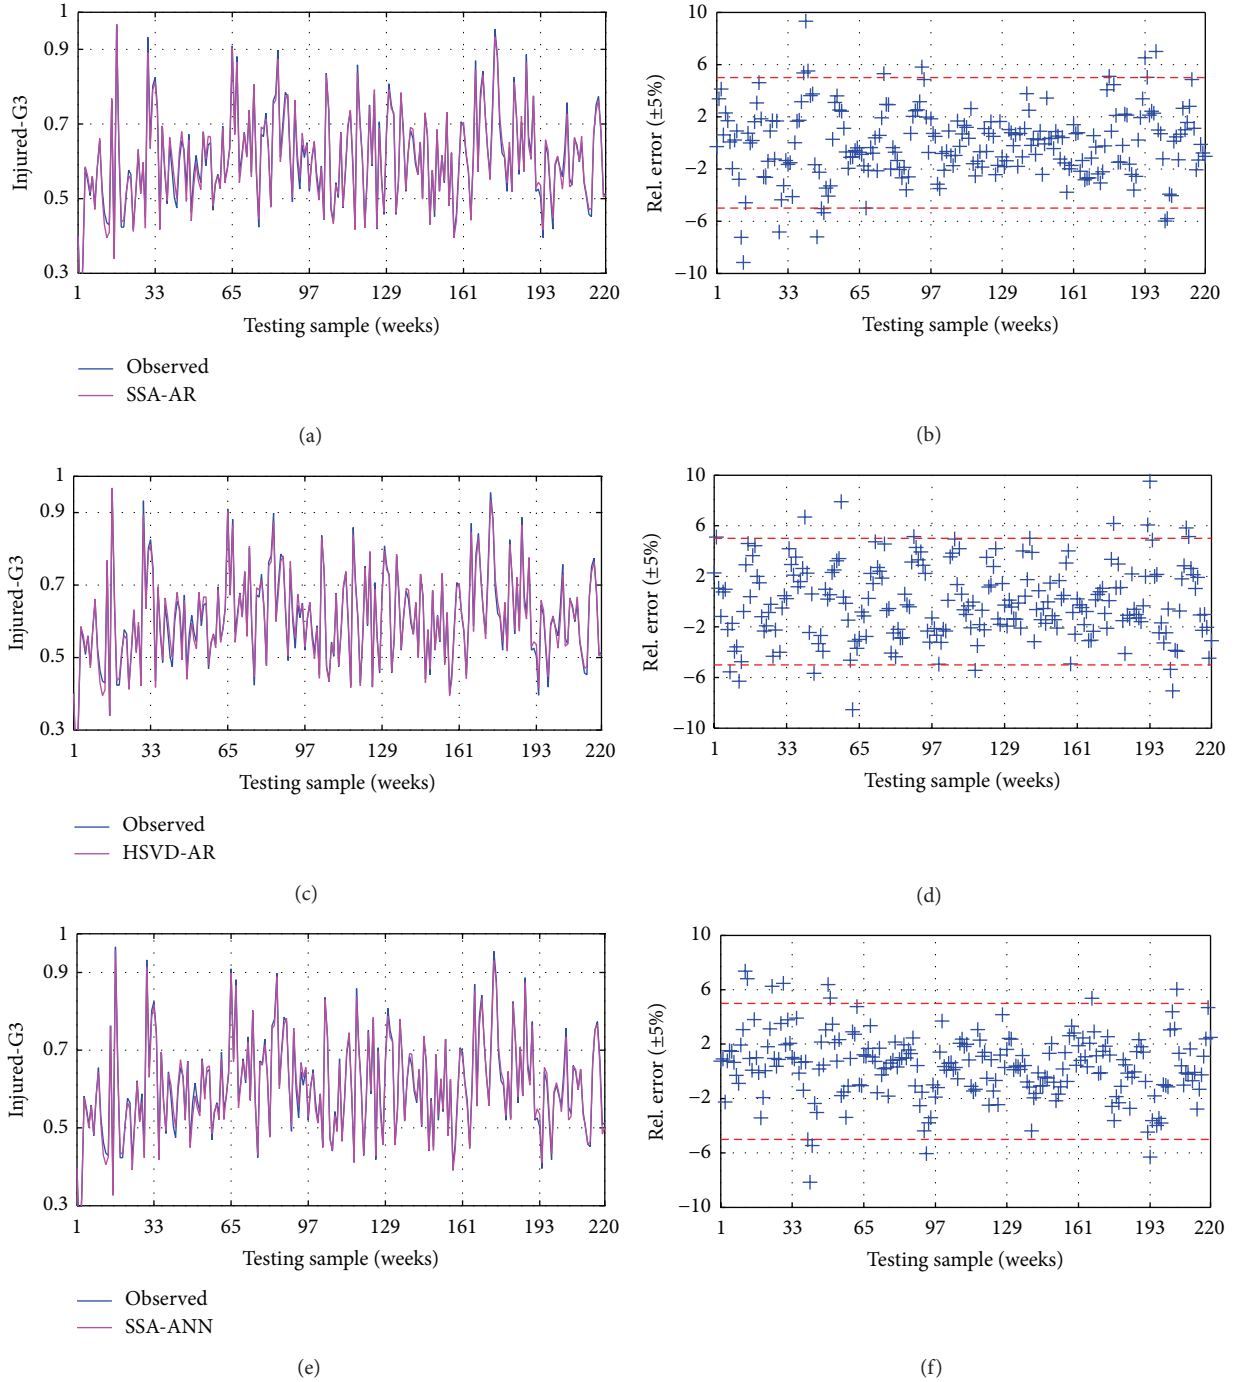 1
0.9
0.7
0.5
0.3
Injured-G3
1 33 65 97 129 161 193 220
Testing sample (weeks)
Observed
SSA-AR
(a)
10
6
2
−2
−6
−10
Rel. error (±5%)
1 33 65 97 129 161 193 220
Testing sample (weeks)
(b)
1
0.9
0.7
0.5
0.3
Injured-G3
1 33 65 97 129 161 193 220
Testing sample (weeks)
Observed
HSVD-AR
(c)
10
6
2
−2
−6
−10
Rel. error (±5%)
1 33 65 97 129 161 193 220
Testing sample (weeks)
(d)
1
0.9
0.7
0.5
0.3
Injured-G3
1 33 65 97 129 161 193 220
Testing sample (weeks)
Observed
SSA-ANN
(e)
10
6
2
−2
−6
−10
Rel. error (±5%)
1 33 65 97 129 161 193 220
Testing sample (weeks)
(f)